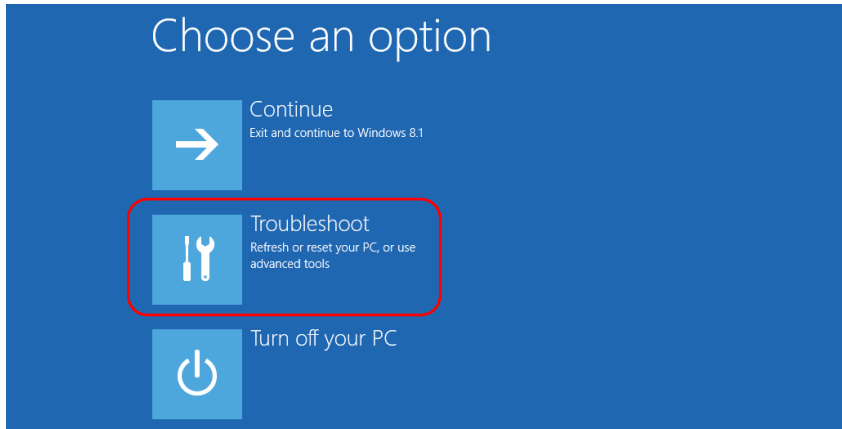 Choose an option
Continue
Exit and continue to Windows 8.1
Troubleshoot
Refresh or reset your PC, or use
advanced tools
Turn off your PC